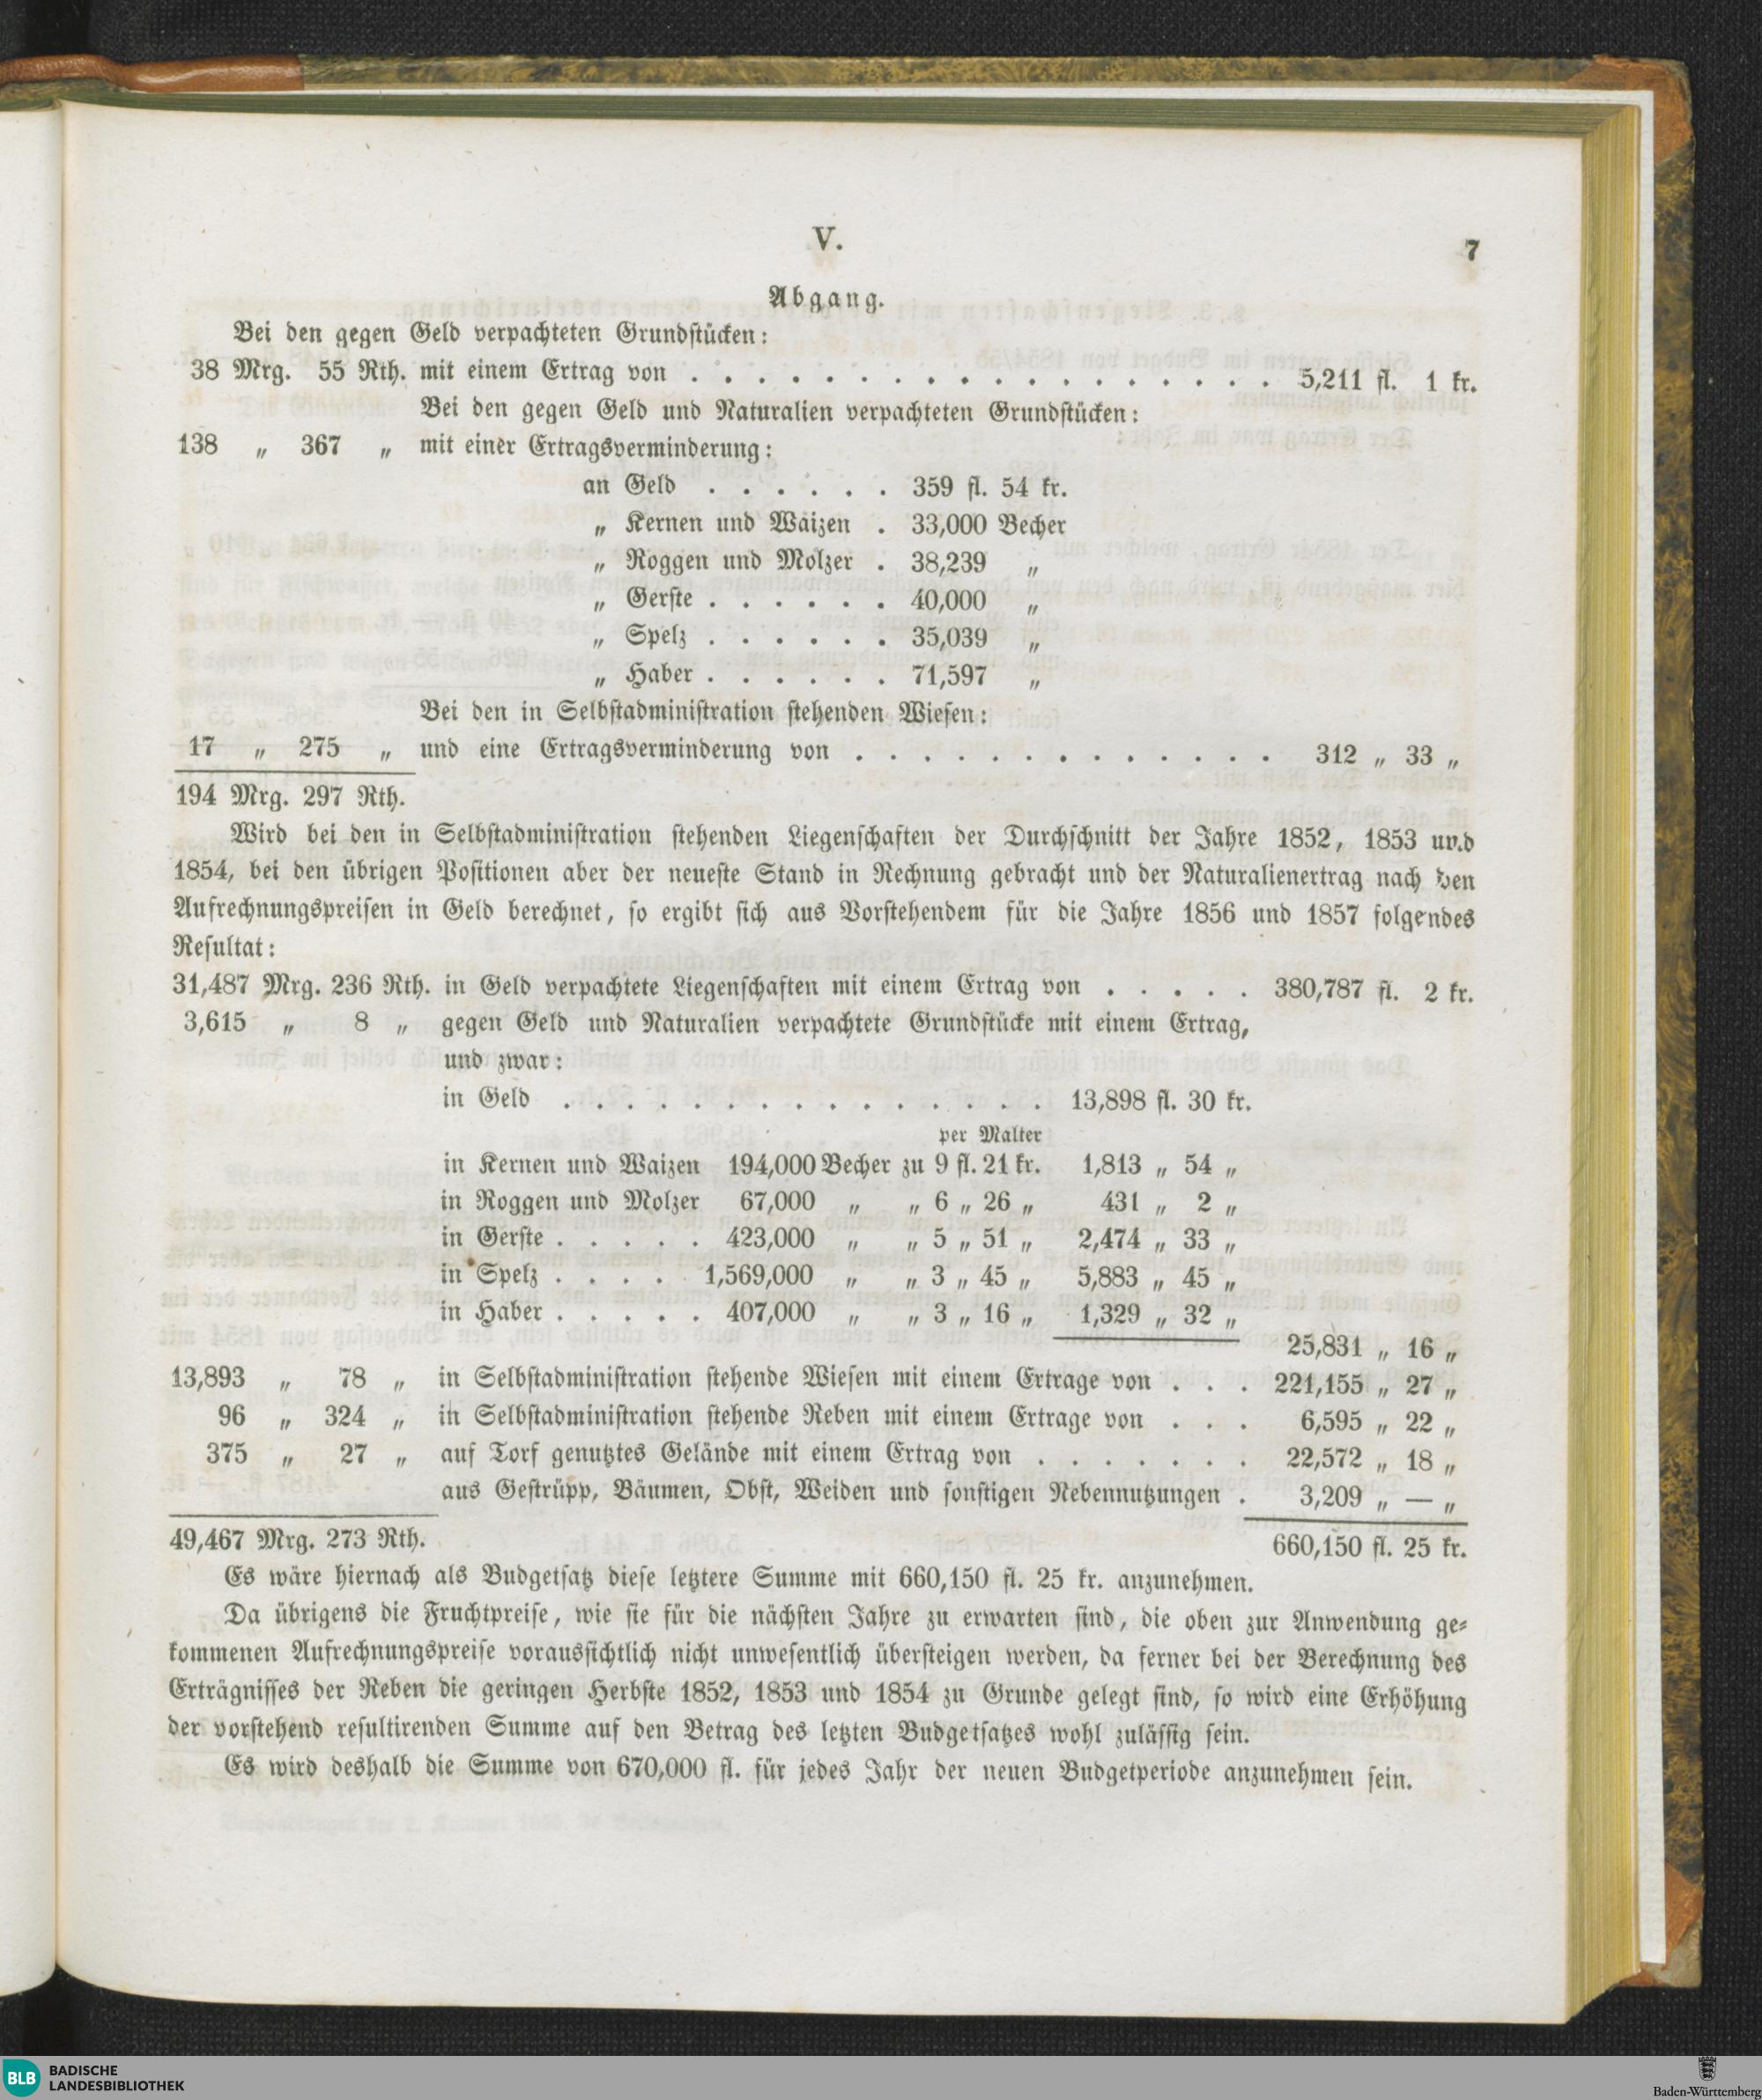 V.
7
Abgang.
Bei den gegen Geld verpachteten Grundstücken:
38 Mrg. 55 Rth. mit einem Ertrag von . . . . . . . . . . . . . . . . . 5,211 fl. 1 kr.
Bei den gegen Geld und Naturalien verpachteten Grundstücken:
138 „ 367 „ mit einer Ertragsverminderung:
an Geld . . . . . . 359 fl. 54 kr.
„ Kernen und Waizen . 33,000 Becher
„ Roggen und Molzer . 38,239 „
„ Gerste . . . . . . 40,000 „
„ Spelz . . . . . . 35,039 „
„ Haber . . . . . . 71,597 „
Bei den in Selbstadministration stehenden Wiesen:
17 „ 275 „ und eine Ertragsverminderung von . . . . . . . . . . . . . 312 „ 33 „
194 Mrg. 297 Rth.
Wird bei den in Selbstadministration stehenden Liegenschaften der Durchschnitt der Jahre 1852, 1853 und
1854, bei den übrigen Positionen aber der neueste Stand in Rechnung gebracht und der Naturalienertrag nach den
Aufrechnungspreisen in Geld berechnet, so ergibt sich aus Vorstehendem für die Jahre 1856 und 1857 folgendes
Resultat:
31,487 Mrg. 236 Rth. in Geld verpachtete Liegenschaften mit einem Ertrag von . . . . . 380,787 fl. 2 kr.
3,615 „ 8 „ gegen Geld und Naturalien verpachtete Grundstücke mit einem Ertrag,
und zwar:
in Geld . . . . . . . . . . . . . . . 13,898 fl. 30 kr.
per Malter
in Kernen und Waizen 194,000 Becher zu 9 fl. 21 kr. 1,813 „ 54 „
in Roggen und Molzer 67,000 „ „ 6 „ 26 „ 431 „ 2 „
in Gerste . . . . . 423,000 „ „ 5 „ 51 „ 2,474 „ 33 „
in Spelz . . . . 1,569,000 „ „ 3 „ 45 „ 5,883 „ 45 „
in Haber . . . . . 407,000 „ „ 3 „ 16 „ 1,329 „ 32 „
25,831 „ 16 „
13,893 „ 78 „ in Selbstadministration stehende Wiesen mit einem Ertrage von . . . 221,155 „ 27 „
96 „ 324 „ in Selbstadministration stehende Reben mit einem Ertrage von . . . 6,595 „ 22 „
375 „ 27 „ auf Torf genutztes Gelände mit einem Ertrag von . . . . . . . 22,572 „ 18 „
aus Gestrüpp, Bäumen, Obst, Weiden und sonstigen Nebennutzungen . 3,209 „ — „
49,467 Mrg. 273 Rth. 660,150 fl. 25 kr.
Es wäre hiernach als Budgetsatz diese letztere Summe mit 660,150 fl. 25 kr. anzunehmen.
Da übrigens die Fruchtpreise, wie sie für die nächsten Jahre zu erwarten sind, die oben zur Anwendung ge-
kommenen Aufrechnungspreise voraussichtlich nicht unwesentlich übersteigen werden, da ferner bei der Berechnung des
Erträgnisses der Reben die geringen Herbste 1852, 1853 und 1854 zu Grunde gelegt sind, so wird eine Erhöhung
der vorstehend resultirenden Summe auf den Betrag des letzten Budgetsatzes wohl zulässig sein.
Es wird deshalb die Summe von 670,000 fl. für jedes Jahr der neuen Budgetperiode anzunehmen sein.
BLB BADISCHE
LANDESBIBLIOTHEK
Baden-Württemberg